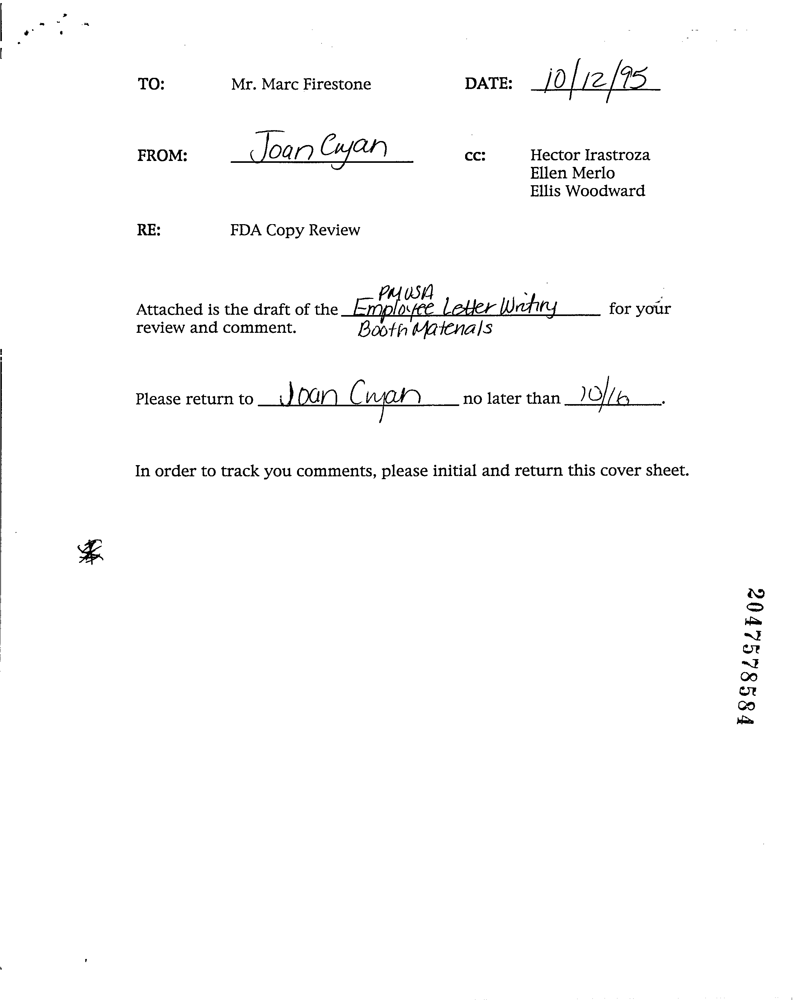 TO: Mr. Marc Firestone DATE: 10/12/95
FROM: Joan Cwyan cc: Hector Irastroza
Ellen Merlo
Ellis Woodward
RE: FDA Copy Review
PMUSA
Attached is the draft of the Employee Letter Writing for your
review and comment. Booth Materials
Please return to Joan no later than 10/16.
In order to track you comments, please initial and return this cover sheet.
2047578584